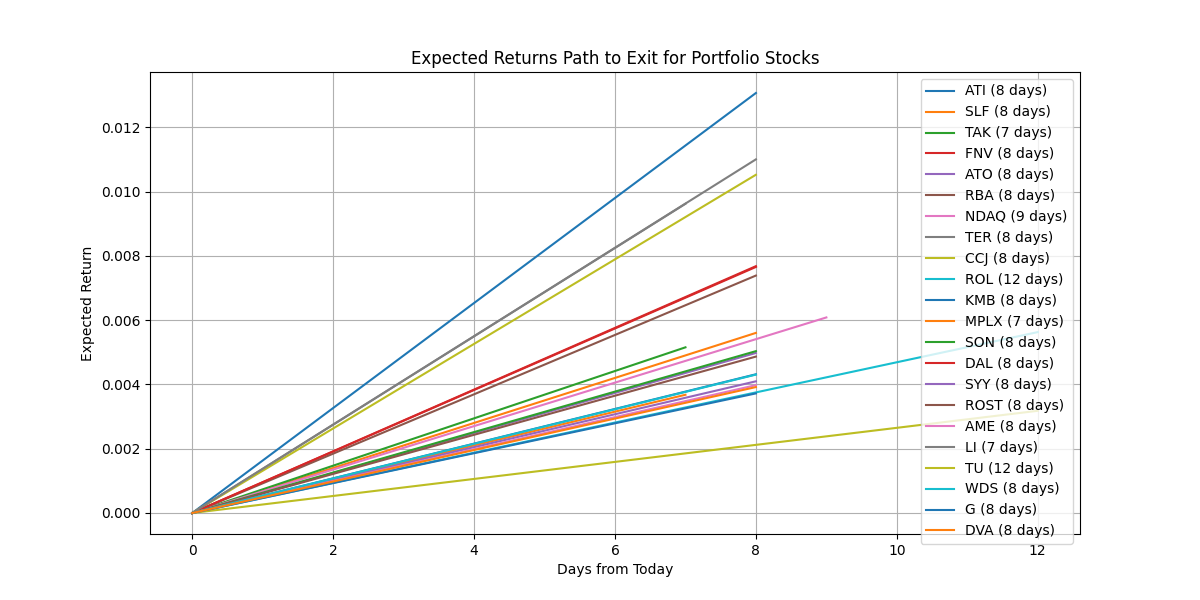 Expected Returns Path to Exit for Portfolio Stocks
Expected Return
0.012
0.010
0.008
0.006
0.004
0.002
0.000
0 2 4 6 8 10 12
Days from Today
ATI (8 days)
SLF (8 days)
TAK (7 days)
FNV (8 days)
ATO (8 days)
RBA (8 days)
NDAQ (9 days)
TER (8 days)
CCJ (8 days)
ROL (12 days)
KMB (8 days)
MPLX (7 days)
SON (8 days)
DAL (8 days)
SYY (8 days)
ROST (8 days)
AME (8 days)
LI (7 days)
TU (12 days)
WDS (8 days)
G (8 days)
DVA (8 days)